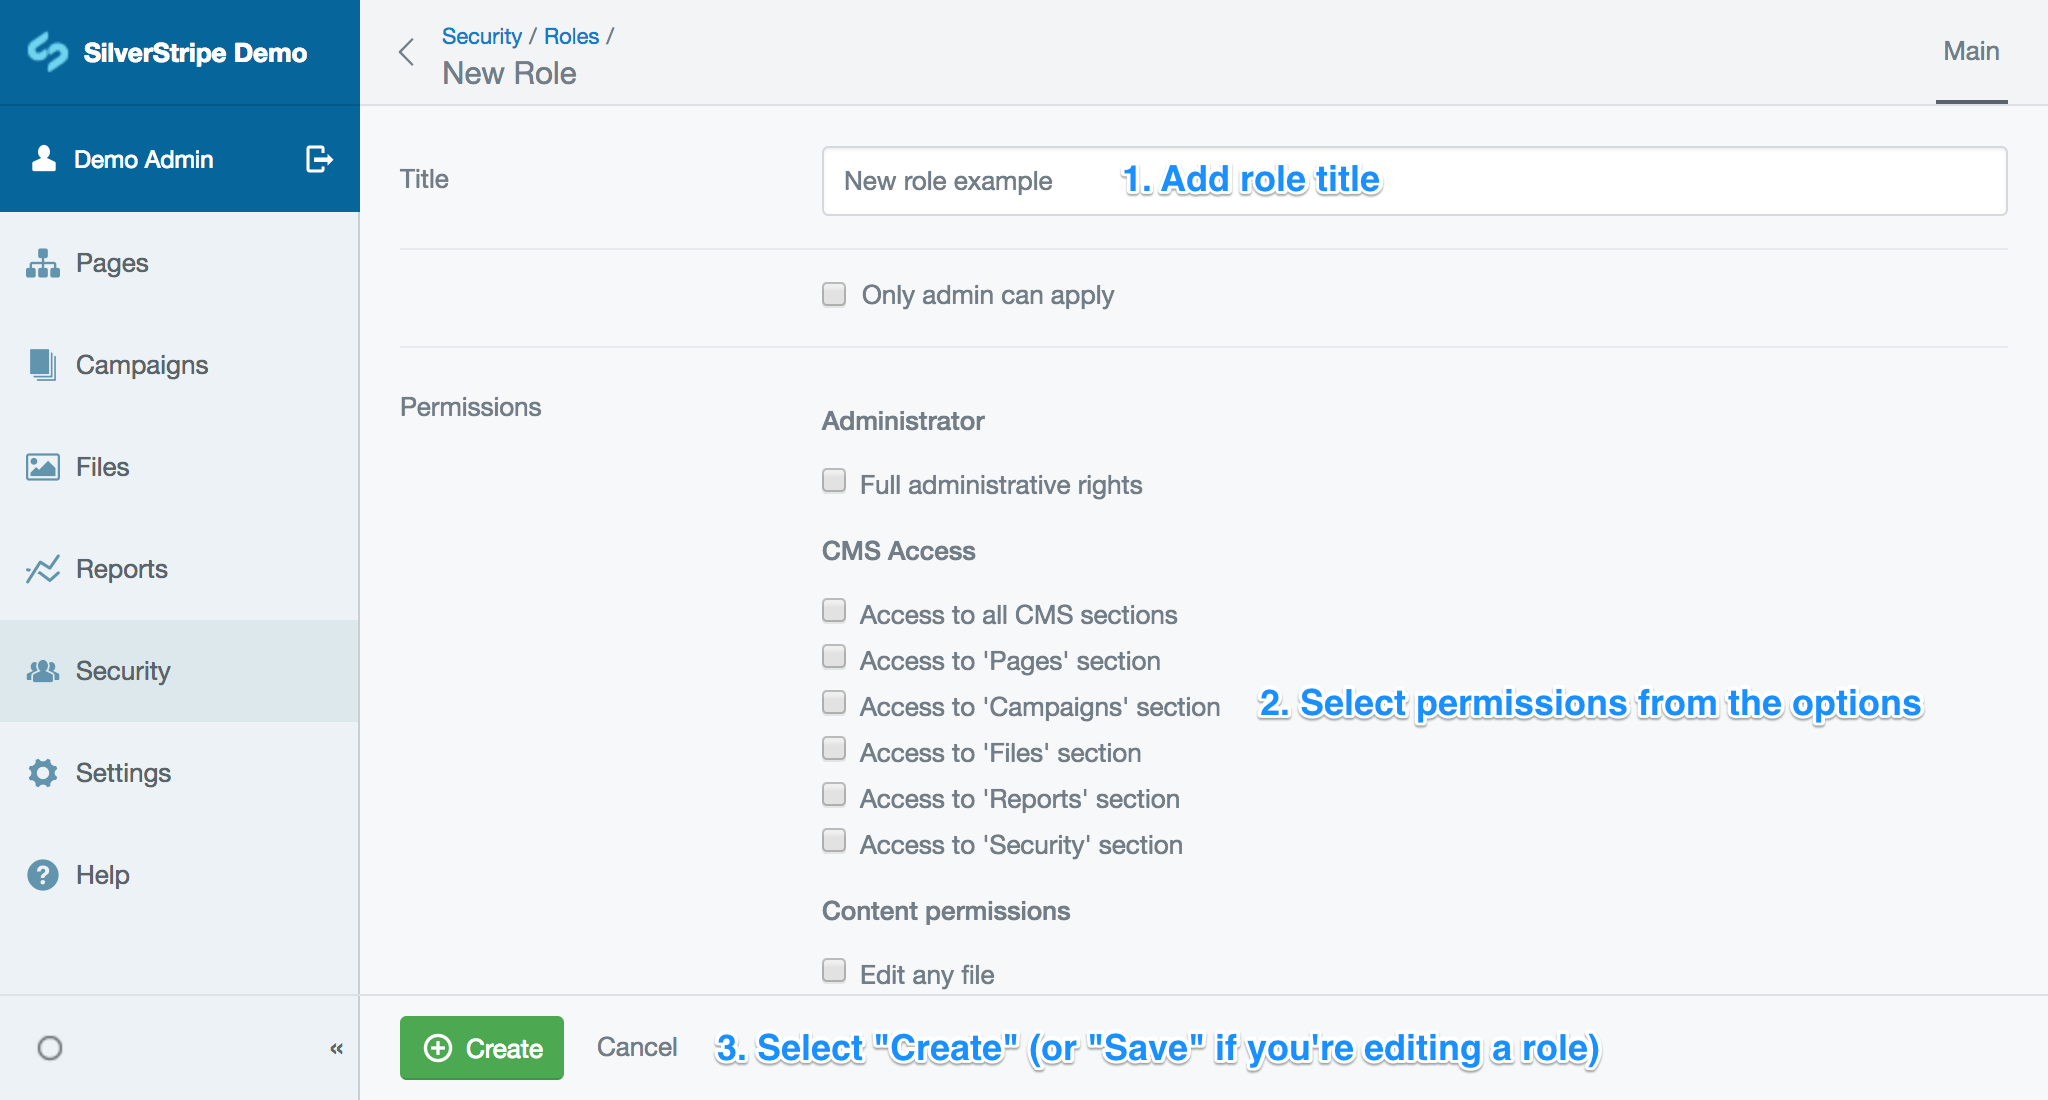 SilverStripe Demo
Demo Admin
Pages
Campaigns
Files
Reports
Security
Settings
Help
«
Security / Roles /
New Role
Main
Title
New role example
1. Add role title
Only admin can apply
Permissions
Administrator
Full administrative rights
CMS Access
Access to all CMS sections
Access to 'Pages' section
Access to 'Campaigns' section
2. Select permissions from the options
Access to 'Files' section
Access to 'Reports' section
Access to 'Security' section
Content permissions
Edit any file
Create
Cancel
3. Select "Create" (or "Save" if you're editing a role)